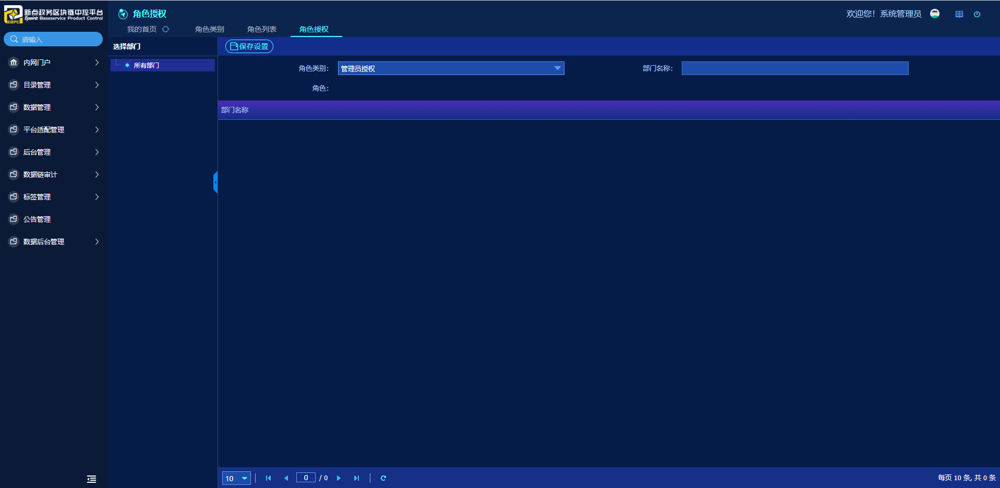 新点政务区块链中控平台
Epoint Baseservice Product Control
EBPC
角色授权
欢迎您！系统管理员
我的首页
角色类别
角色列表
角色授权
请输入
内网门户
目录管理
数据管理
平台适配管理
后台管理
数据链审计
标签管理
公告管理
数据后台管理
选择部门
所有部门
保存设置
角色类别：
管理员授权
部门名称：
角色：
部门名称
10
0
/ 0
每页 10 条, 共 0 条